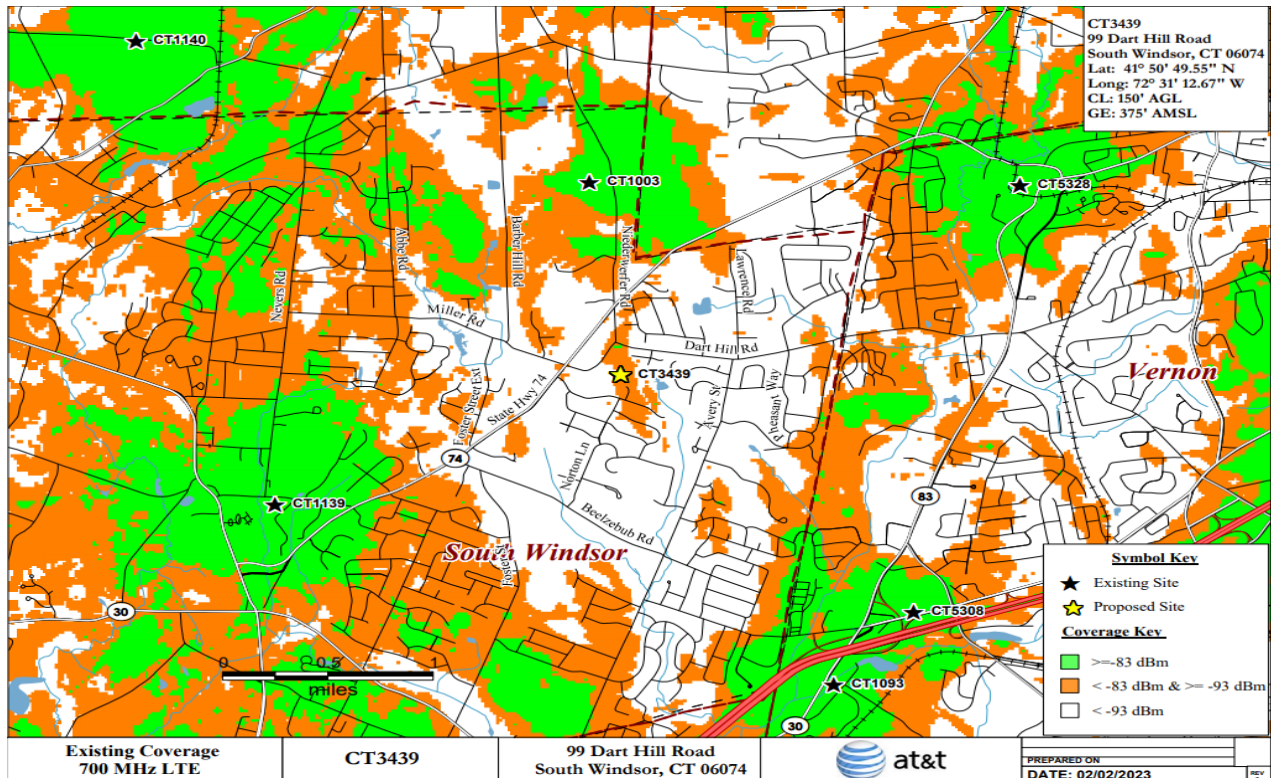 CT3439
99 Dart Hill Road
South Windsor, CT 06074
Lat: 41° 50' 49.55" N
Long: 72° 31' 12.67" W
CL: 150' AGL
GE: 375' AMSL
CT1140
CT1003
CT5328
Abbe Rd
Barber Hill Rd
Niederwerfer Rd
Lawrence Rd
Nevers Rd
Miller Rd
Dart Hill Rd
CT3439
Vernon
Foster Street Ext
State Hwy 74
Avery St
Pheasant Way
74
Norton Ln
83
CT1139
Beelzebub Rd
South Windsor
Foster St
30
CT5308
0 0.5 1
miles
CT1093
30
Symbol Key
Existing Site
Proposed Site
Coverage Key
>=-83 dBm
< -83 dBm & >= -93 dBm
< -93 dBm
Existing Coverage
700 MHz LTE
CT3439
99 Dart Hill Road
South Windsor, CT 06074
at&t
PREPARED ON
DATE: 02/02/2023
REV